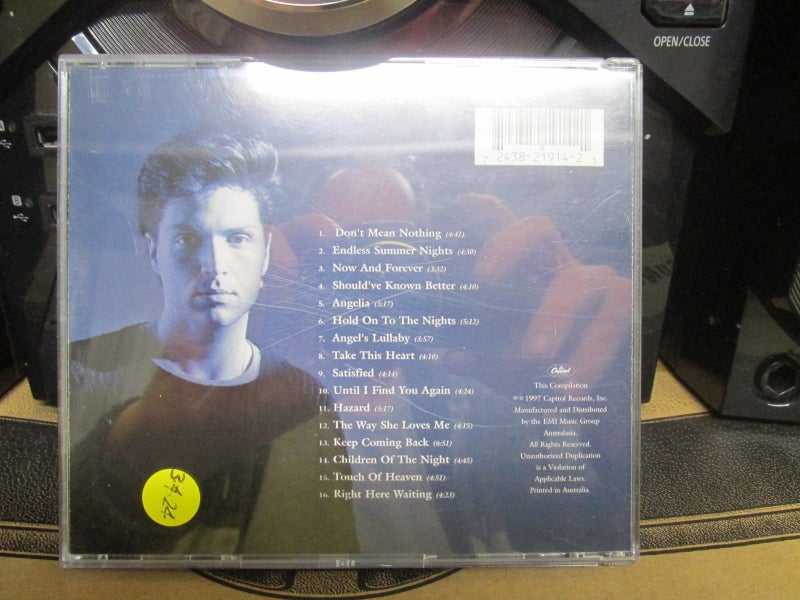 OPEN/CLOSE
7 2438-21914-2 1
1. Don't Mean Nothing (4:41)
2. Endless Summer Nights (4:30)
3. Now And Forever (3:32)
4. Should've Known Better (4:10)
5. Angelia (5:17)
6. Hold On To The Nights (5:12)
7. Angel's Lullaby (3:57)
8. Take This Heart (4:10)
9. Satisfied (4:14)
10. Until I Find You Again (4:24)
11. Hazard (5:17)
12. The Way She Loves Me (4:15)
13. Keep Coming Back (6:51)
14. Children Of The Night (4:45)
15. Touch Of Heaven (4:51)
16. Right Here Waiting (4:23)
Capitol
This Compilation
℗ © 1997 Capitol Records, Inc.
Manufactured and Distributed
by the EMI Music Group
Australasia.
All Rights Reserved.
Unauthorized Duplication
is a Violation of
Applicable Laws.
Printed in Australia.
B